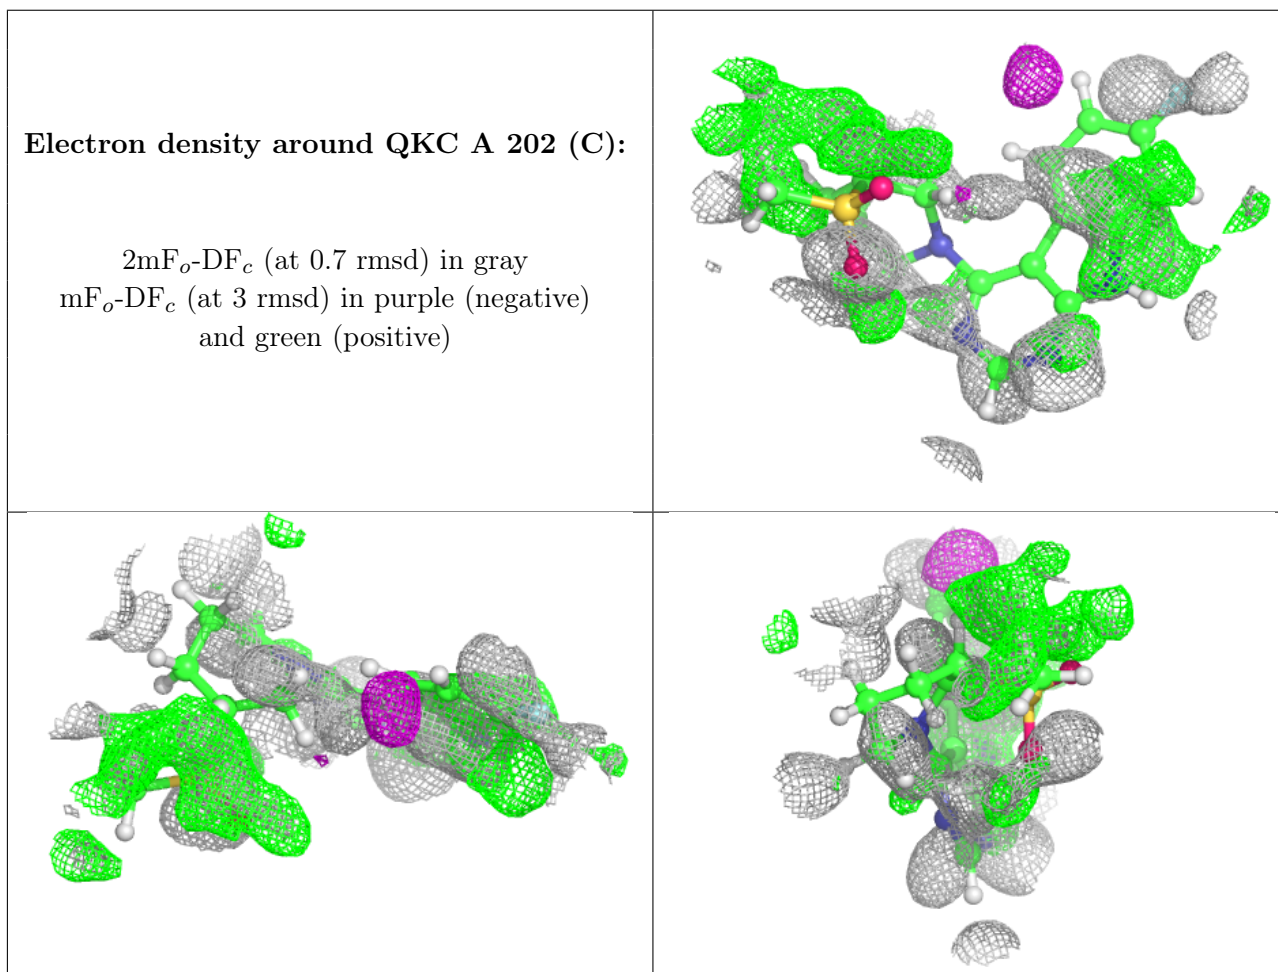 Electron density around QKC A 202 (C):
2mFo-DFc (at 0.7 rmsd) in gray
mFo-DFc (at 3 rmsd) in purple (negative)
and green (positive)